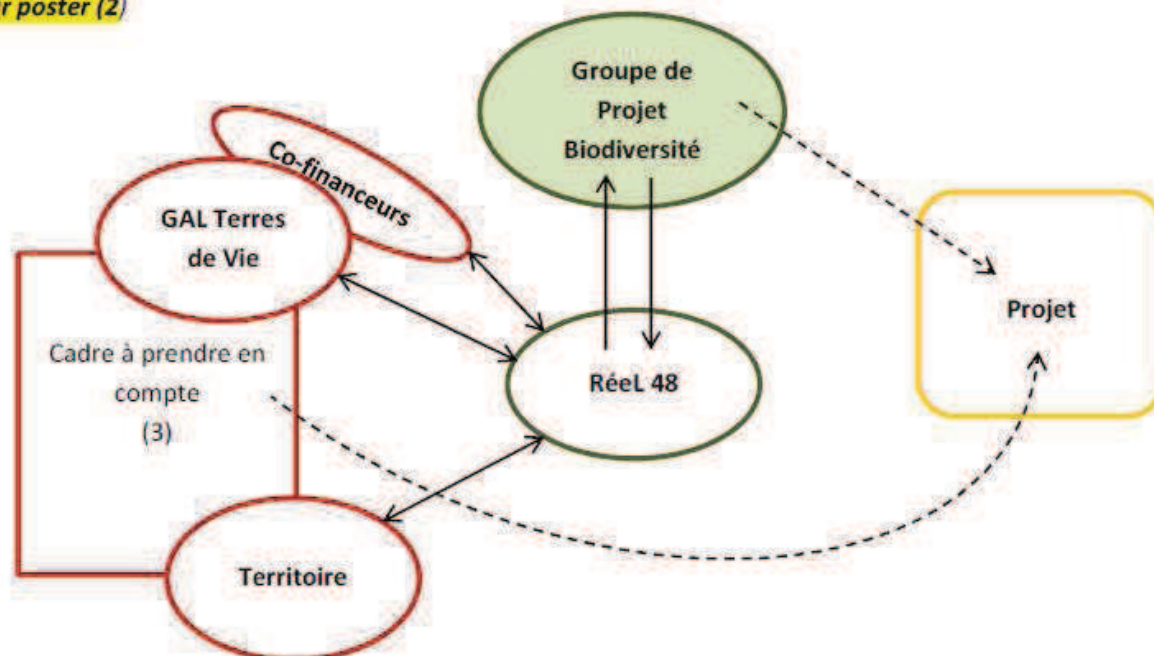 r poster (2)
Groupe de
Projet
Biodiversité
Co-financeurs
GAL Terres
de Vie
Projet
Cadre à prendre en
compte
(3)
RéeL 48
Territoire